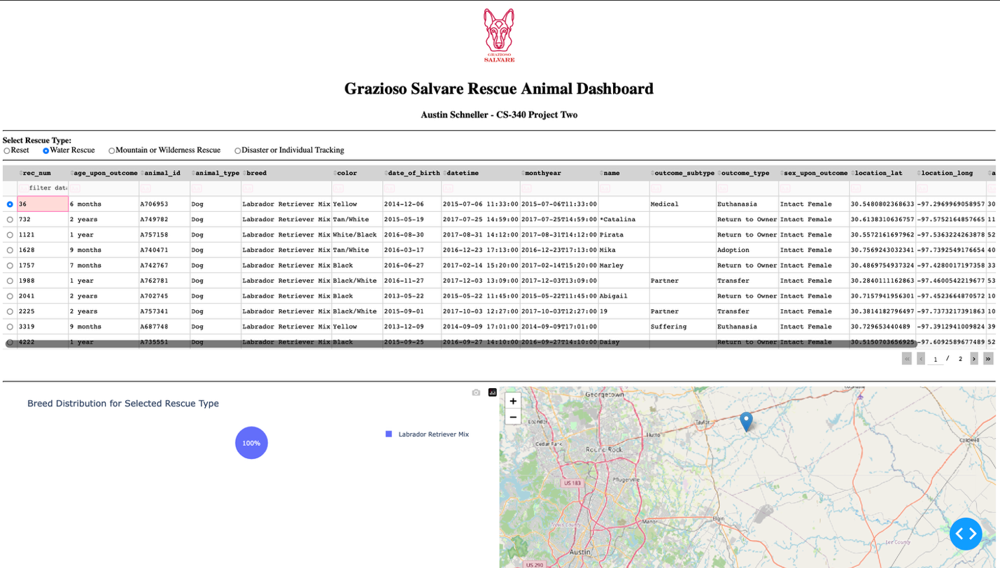 GRAZIOSO
SALVARE
Grazioso Salvare Rescue Animal Dashboard
Austin Schneller - CS-340 Project Two
Select Rescue Type:
Reset Water Rescue Mountain or Wilderness Rescue Disaster or Individual Tracking
rec_num age_upon_outcome animal_id animal_type breed color date_of_birth datetime monthyear name outcome_subtype outcome_type sex_upon_outcome location_lat location_long a
Aa filter data Aa Aa Aa Aa Aa Aa Aa Aa Aa Aa Aa Aa Aa Aa
36 6 months A706953 Dog Labrador Retriever Mix Yellow 2014-12-06 2015-07-06 11:33:00 2015-07-06T11:33:00 Medical Euthanasia Intact Female 30.5480802368633 -97.2969969058957 30
732 2 years A749782 Dog Labrador Retriever Mix Tan/White 2015-05-19 2017-07-25 14:59:00 2017-07-25T14:59:00 *Catalina Return to Owner Intact Female 30.6138310636757 -97.5752164857665 11
1121 1 year A757158 Dog Labrador Retriever Mix White/Black 2016-08-30 2017-08-31 14:12:00 2017-08-31T14:12:00 Pirata Return to Owner Intact Female 30.5572161697962 -97.5363224263878 52
1628 9 months A740471 Dog Labrador Retriever Mix Tan/White 2016-03-17 2016-12-23 17:13:00 2016-12-23T17:13:00 Mika Adoption Intact Female 30.7569243032341 -97.7392549176654 40
1757 7 months A742767 Dog Labrador Retriever Mix Black 2016-06-27 2017-02-14 15:20:00 2017-02-14T15:20:00 Marley Return to Owner Intact Female 30.4869754937324 -97.4280017197358 33
1988 1 year A762781 Dog Labrador Retriever Mix Black/White 2016-11-27 2017-12-03 13:09:00 2017-12-03T13:09:00 Partner Transfer Intact Female 30.2840111162863 -97.4600542219677 53
2041 2 years A702745 Dog Labrador Retriever Mix Black 2013-05-22 2015-05-22 11:45:00 2015-05-22T11:45:00 Abigail Return to Owner Intact Female 30.7157941956301 -97.4523664870572 10
2225 2 years A757341 Dog Labrador Retriever Mix Black/White 2015-09-01 2017-10-03 12:27:00 2017-10-03T12:27:00 19 Partner Transfer Intact Female 30.3814182796497 -97.7373217391863 10
3319 9 months A687748 Dog Labrador Retriever Mix Yellow 2013-12-09 2014-09-09 17:01:00 2014-09-09T17:01:00 Suffering Euthanasia Intact Female 30.729653440489 -97.3912941009824 39
4222 1 year A735551 Dog Labrador Retriever Mix Black 2015-09-25 2016-09-27 14:10:00 2016-09-27T14:10:00 Daisy Return to Owner Intact Female 30.5150703656925 -97.6092589677489 52
« ‹ 1 / 2 › »
Breed Distribution for Selected Rescue Type
100%
Labrador Retriever Mix
+
−
Georgetown
Leander
Taylor
Hutto
Cedar Park
Round Rock
Caldwell
Pflugerville
US 183
Travis County
Manor
Elgin
Lee County
Austin
US 290